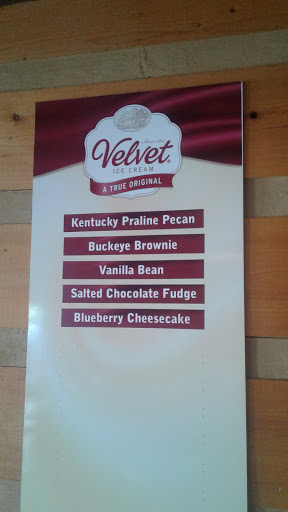 Velvet®
ICE CREAM
A TRUE ORIGINAL
Kentucky Praline Pecan
Buckeye Brownie
Vanilla Bean
Salted Chocolate Fudge
Blueberry Cheesecake